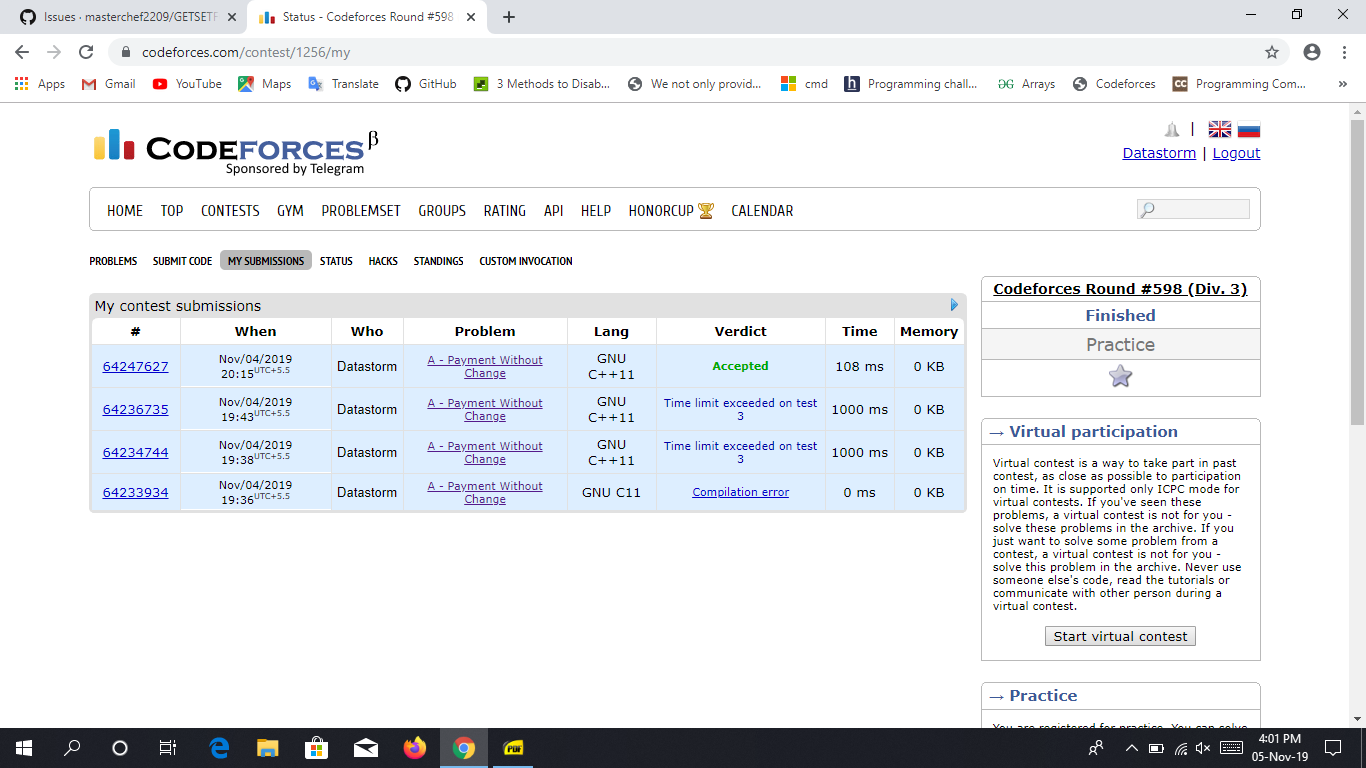 Issues · masterchef2209/GETSETF
Status - Codeforces Round #598
codeforces.com/contest/1256/my
Apps Gmail YouTube Maps Translate GitHub 3 Methods to Disab... We not only provid... cmd Programming chall... Arrays Codeforces Programming Com... »
CODEFORCES β
Sponsored by Telegram
Datastorm | Logout
HOME TOP CONTESTS GYM PROBLEMSET GROUPS RATING API HELP HONORCUP CALENDAR
PROBLEMS SUBMIT CODE MY SUBMISSIONS STATUS HACKS STANDINGS CUSTOM INVOCATION
My contest submissions
# When Who Problem Lang Verdict Time Memory
64247627 Nov/04/2019 20:15UTC+5.5 Datastorm A - Payment Without Change GNU C++11 Accepted 108 ms 0 KB
64236735 Nov/04/2019 19:43UTC+5.5 Datastorm A - Payment Without Change GNU C++11 Time limit exceeded on test 3 1000 ms 0 KB
64234744 Nov/04/2019 19:38UTC+5.5 Datastorm A - Payment Without Change GNU C++11 Time limit exceeded on test 3 1000 ms 0 KB
64233934 Nov/04/2019 19:36UTC+5.5 Datastorm A - Payment Without Change GNU C11 Compilation error 0 ms 0 KB
Codeforces Round #598 (Div. 3)
Finished
Practice
→ Virtual participation
Virtual contest is a way to take part in past
contest, as close as possible to participation
on time. It is supported only ICPC mode for
virtual contests. If you've seen these
problems, a virtual contest is not for you -
solve these problems in the archive. If you
just want to solve some problem from a
contest, a virtual contest is not for you -
solve this problem in the archive. Never use
someone else's code, read the tutorials or
communicate with other person during a
virtual contest.
Start virtual contest
→ Practice
You are registered for practice. You can solve
PDF
4:01 PM
05-Nov-19